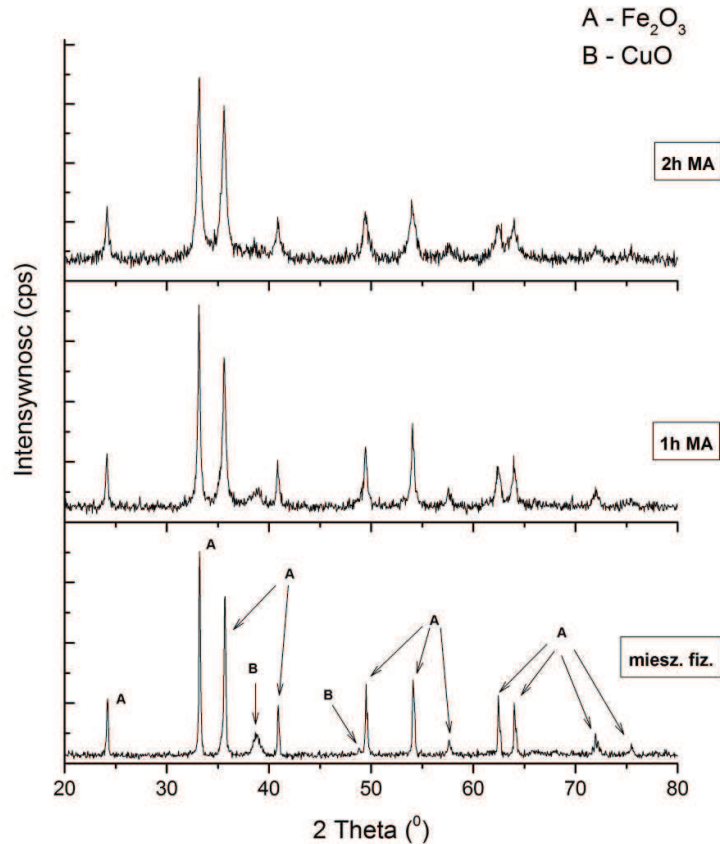 A - Fe₂O₃
B - CuO
2h MA
1h MA
A
A
B
A
B
A
A
miesz. fiz.
20 30 40 50 60 70 80
2 Theta (⁰)
Intensywnosc (cps)